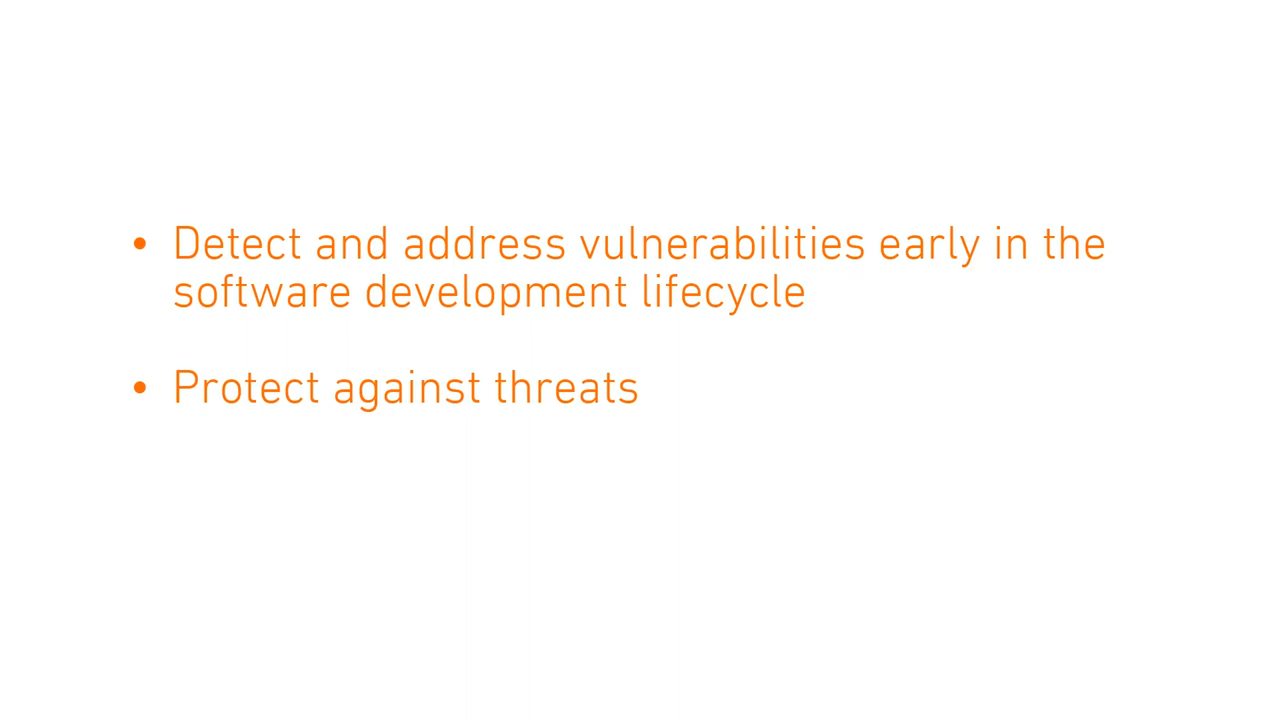 • Detect and address vulnerabilities early in the
software development lifecycle
• Protect against threats